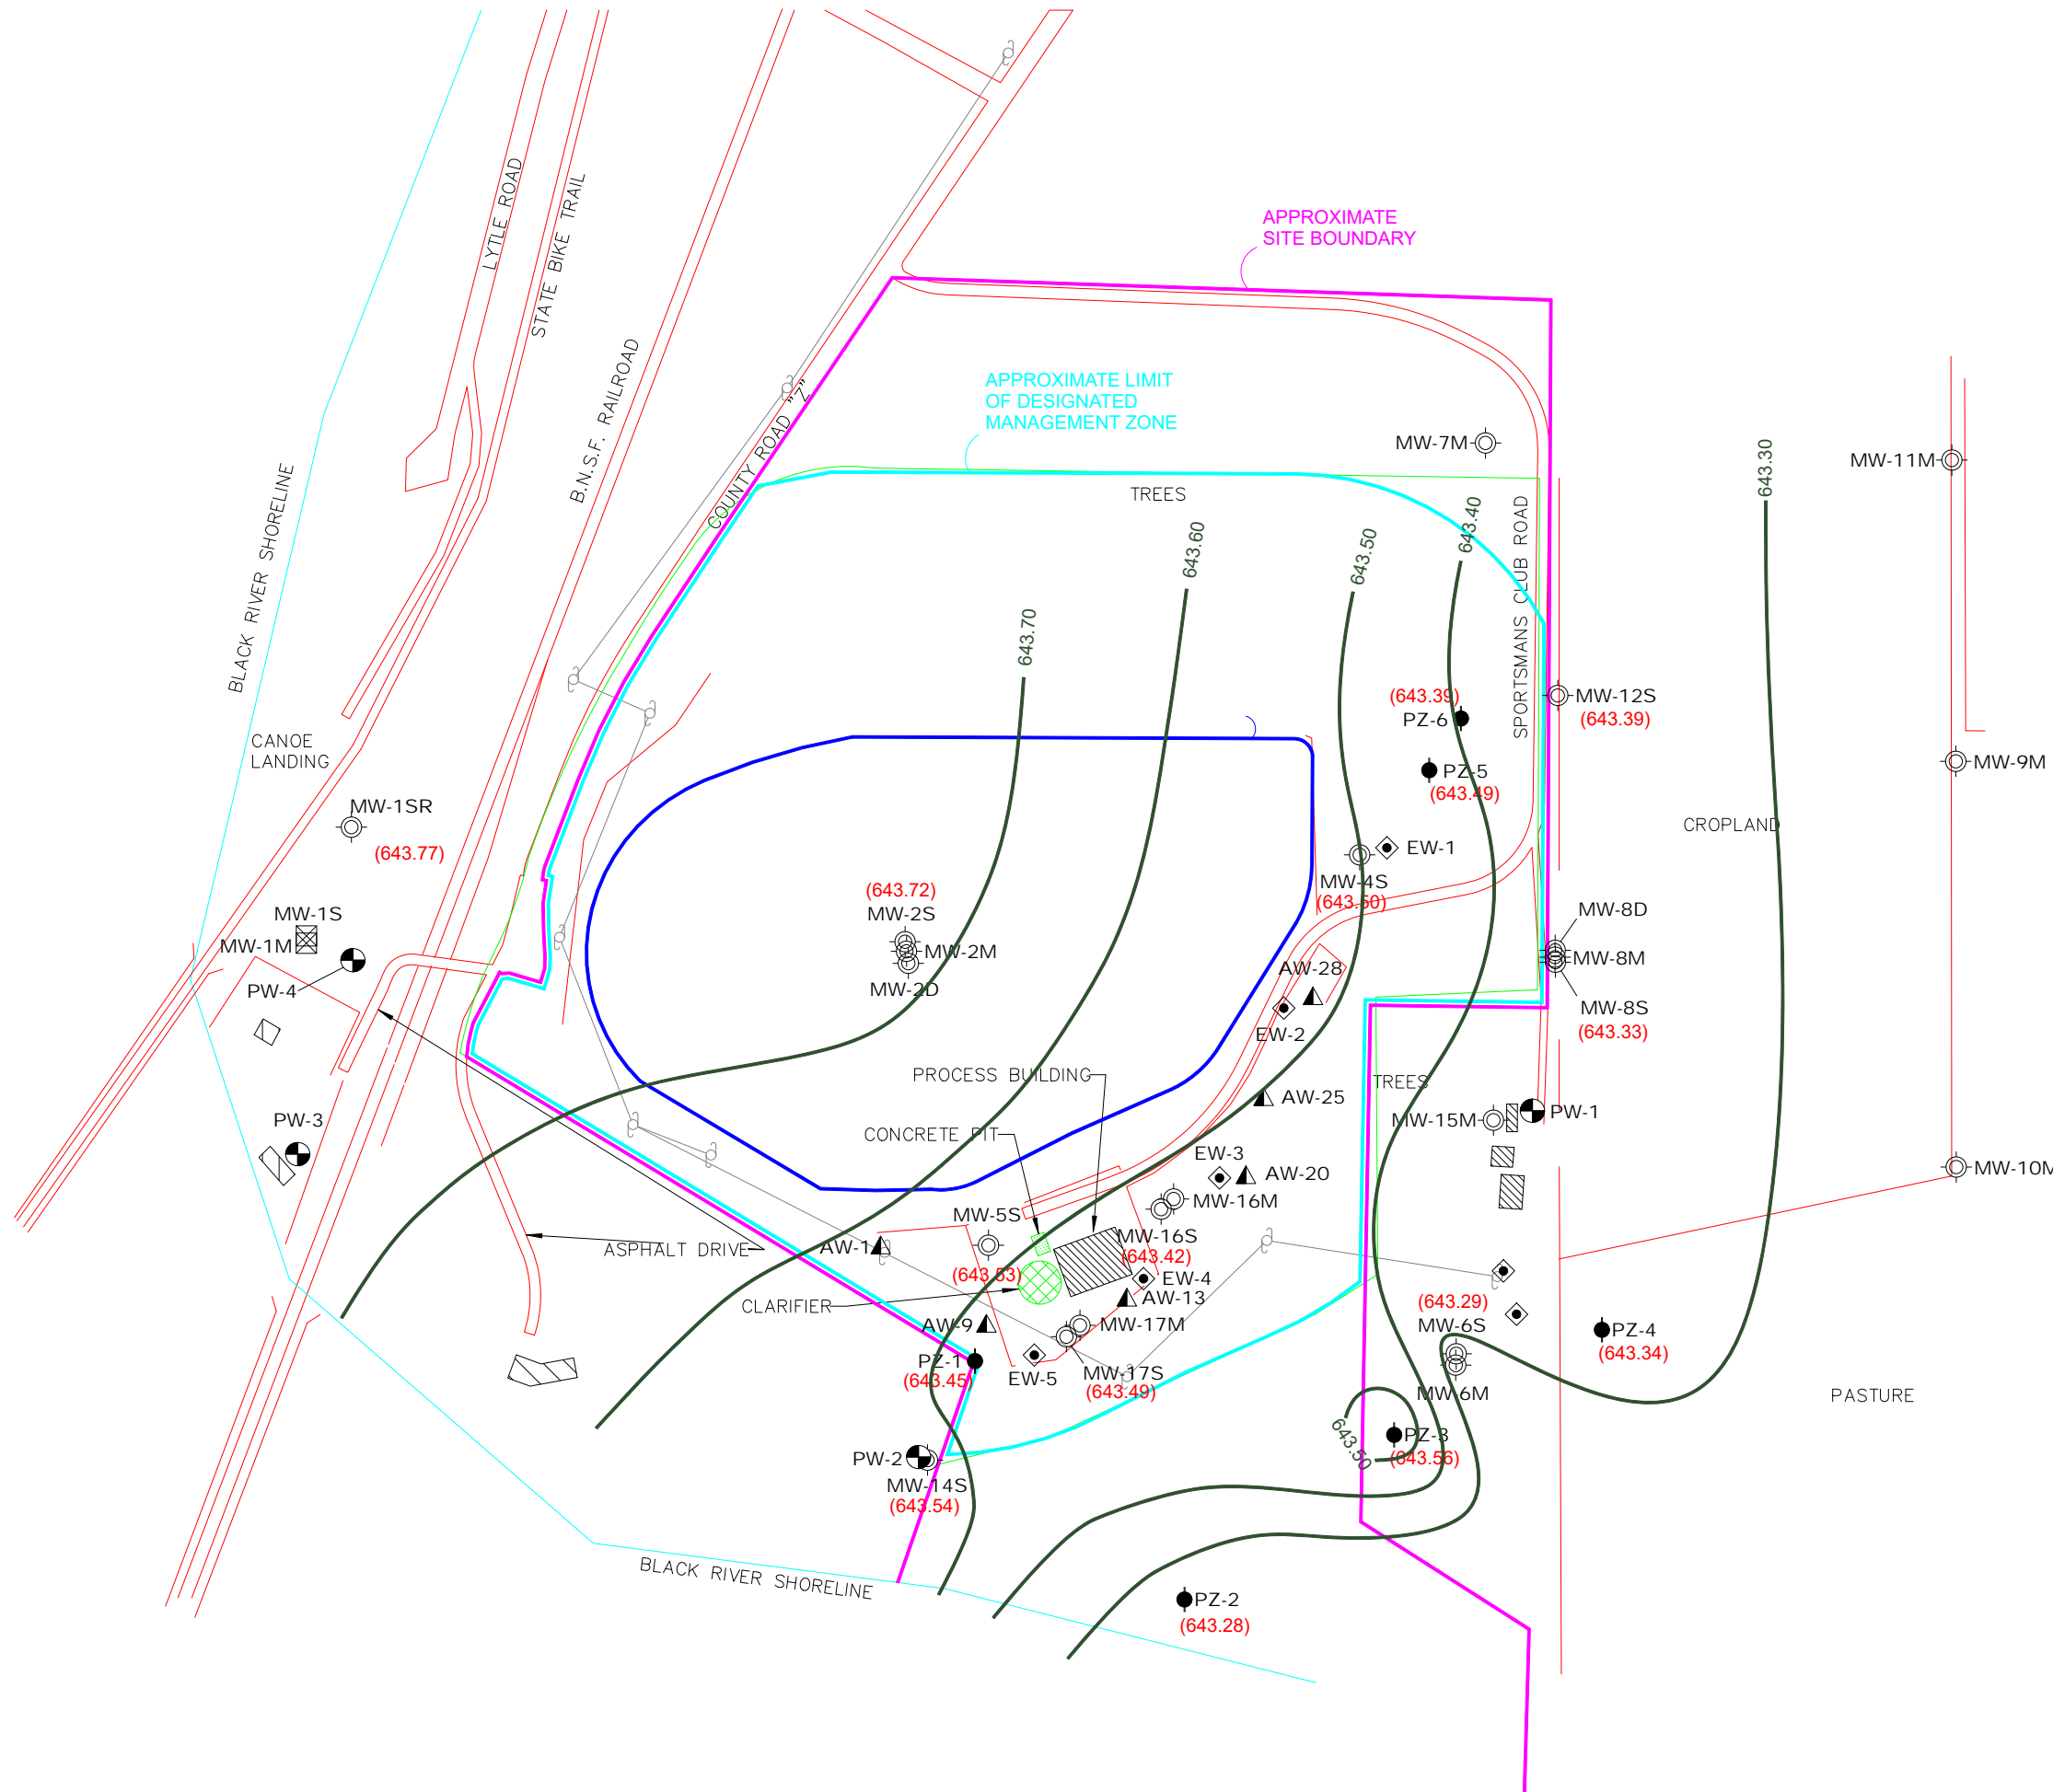 LYTLE ROAD
STATE BIKE TRAIL
B.N.S.F. RAILROAD
COUNTY ROAD "Z"
BLACK RIVER SHORELINE
APPROXIMATE
SITE BOUNDARY
APPROXIMATE LIMIT
OF DESIGNATED
MANAGEMENT ZONE
TREES
MW-7M
643.30
MW-11M
643.40
643.50
643.60
643.70
SPORTSMANS CLUB ROAD
(643.39)
PZ-6
MW-12S
(643.39)
PZ-5
(643.49)
CANOE
LANDING
MW-9M
MW-1SR
(643.77)
CROPLAND
EW-1
MW-4S
(643.50)
(643.72)
MW-2S
MW-2M
MW-2D
MW-1S
MW-1M
PW-4
MW-8D
MW-8M
MW-8S
(643.33)
AW-28
EW-2
PROCESS BUILDING
TREES
AW-25
MW-15M
PW-1
PW-3
CONCRETE PIT
EW-3
AW-20
MW-10M
MW-16M
MW-5S
MW-16S
(643.42)
AW-1
ASPHALT DRIVE
(643.53)
EW-4
CLARIFIER
AW-13
AW-9
MW-17M
(643.29)
MW-6S
PZ-4
(643.34)
PZ-1
(643.45)
EW-5
MW-17S
(643.49)
MW-6M
PASTURE
643.50
PZ-3
(643.56)
PW-2
MW-14S
(643.54)
BLACK RIVER SHORELINE
PZ-2
(643.28)